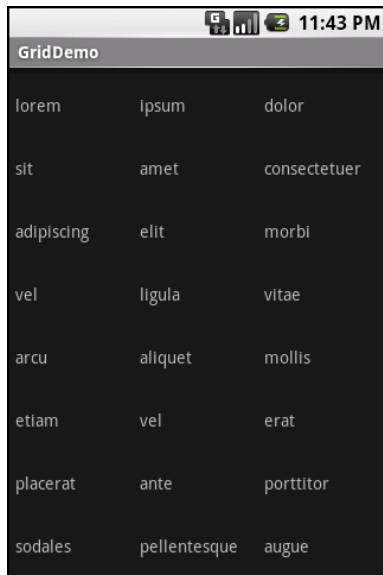 G 11:43 PM
GridDemo
lorem ipsum dolor
sit amet consectetuer
adipiscing elit morbi
vel ligula vitae
arcu aliquet mollis
etiam vel erat
placerat ante porttitor
sodales pellentesque augue